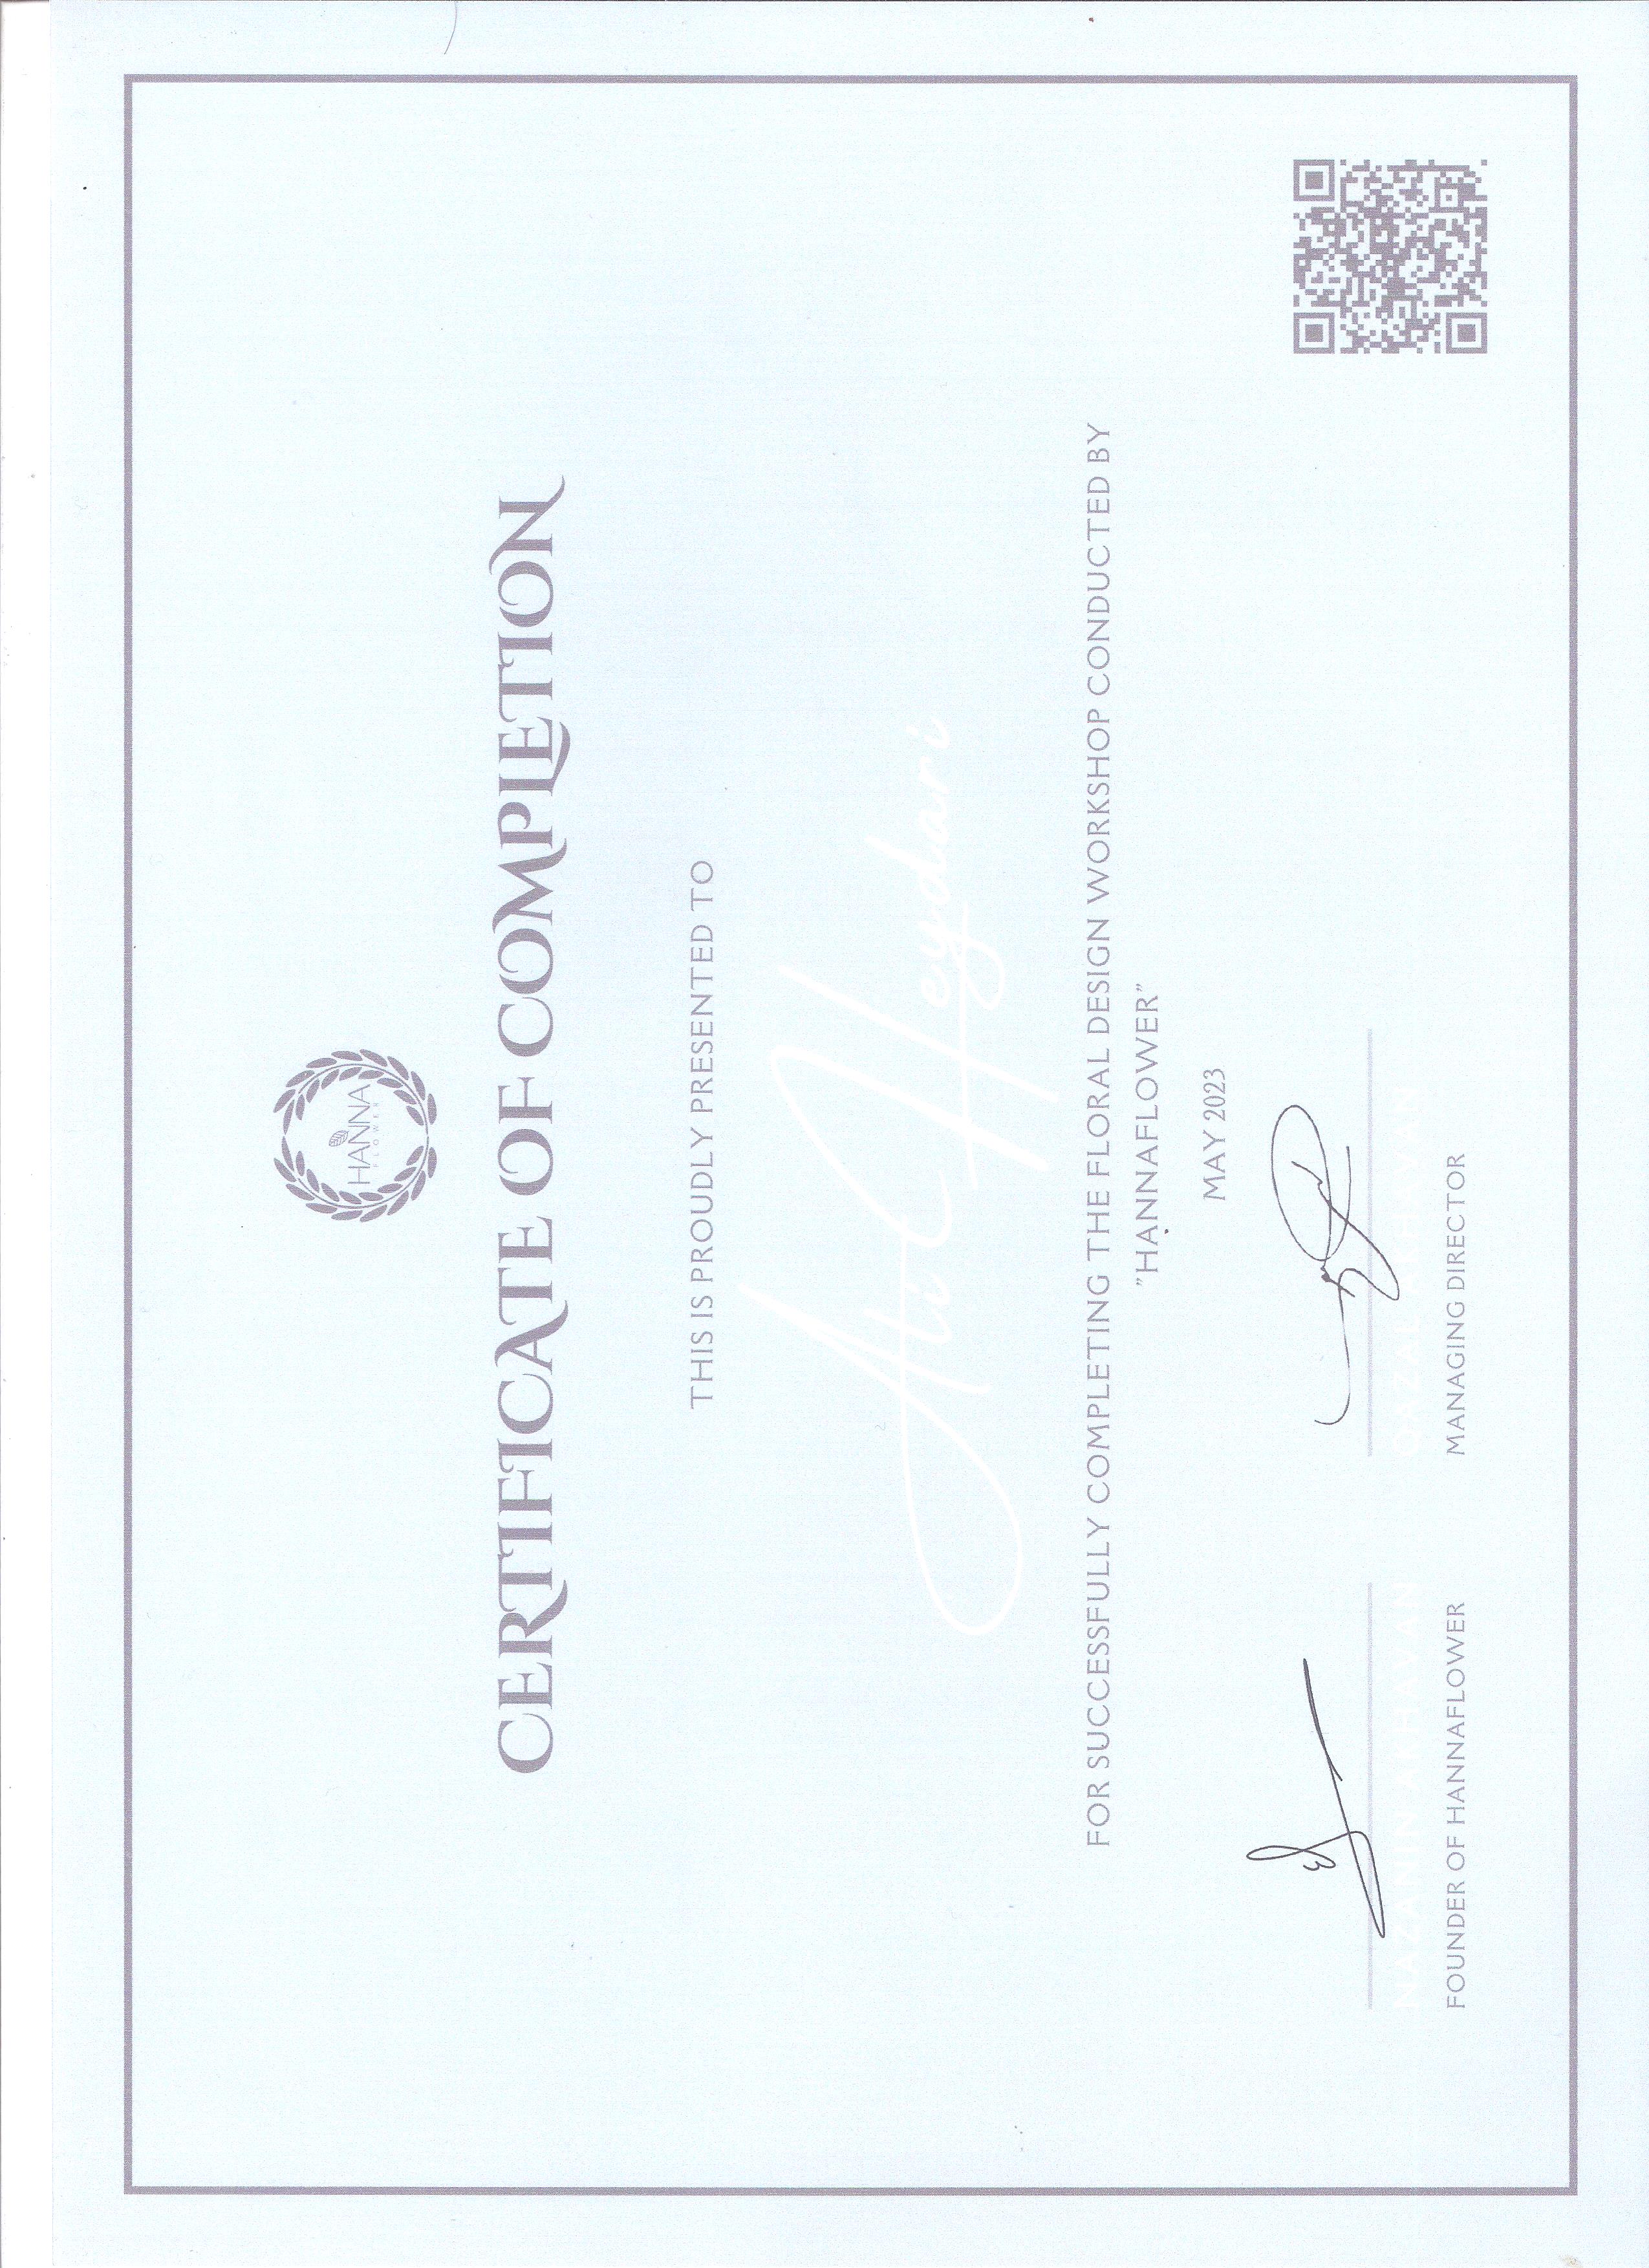 HANNA
FLOWER
CERTIFICATE OF COMPLETION
THIS IS PROUDLY PRESENTED TO
Ali Heydari
FOR SUCCESSFULLY COMPLETING THE FLORAL DESIGN WORKSHOP CONDUCTED BY
"HANNAFLOWER"
MAY 2023
NAZANIN AKHAVAN
FOUNDER OF HANNAFLOWER
QAZAL AKHAVAN
MANAGING DIRECTOR